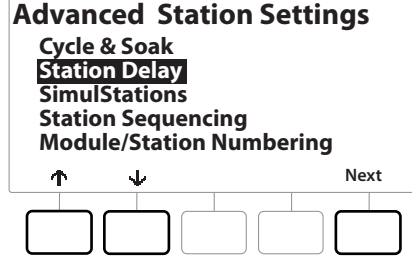 Advanced Station Settings
Cycle & Soak
Station Delay
SimulStations
Station Sequencing
Module/Station Numbering
↑ ↓ Next